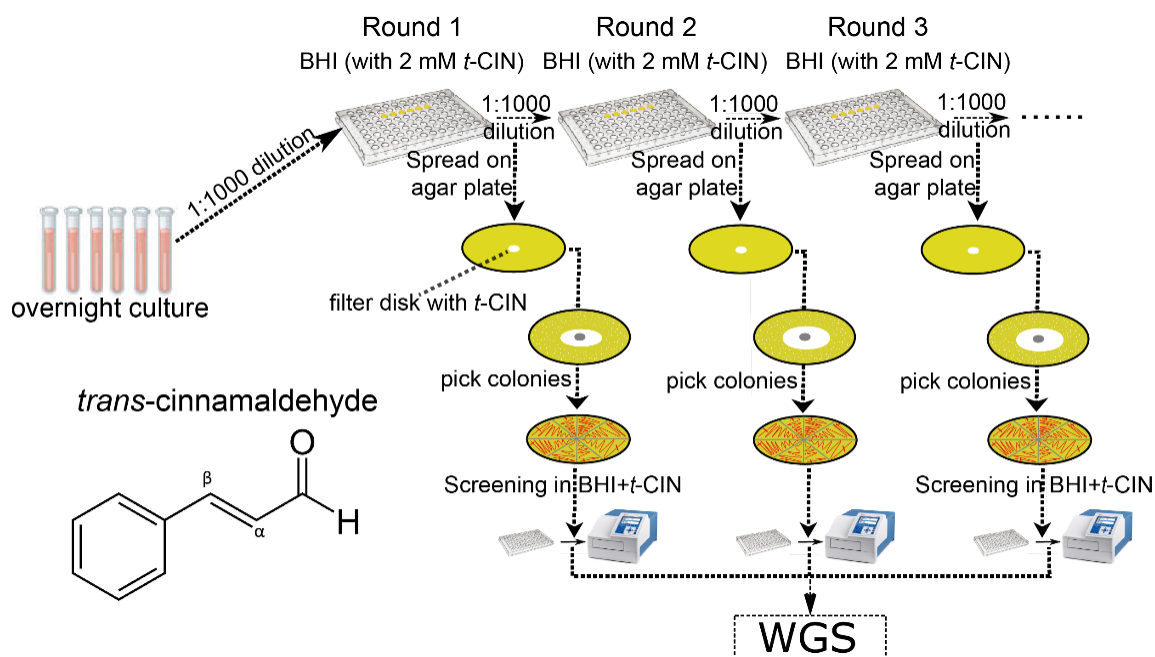 Round 1
Round 2
Round 3
BHI (with 2 mM t-CIN)
BHI (with 2 mM t-CIN)
BHI (with 2 mM t-CIN)
1:1000
dilution
1:1000
dilution
1:1000
dilution
......
1:1000 dilution
Spread on
agar plate
Spread on
agar plate
Spread on
agar plate
overnight culture
filter disk with t-CIN
pick colonies
pick colonies
pick colonies
trans-cinnamaldehyde
O
β
α
H
Screening in BHI+t-CIN
Screening in BHI+t-CIN
WGS